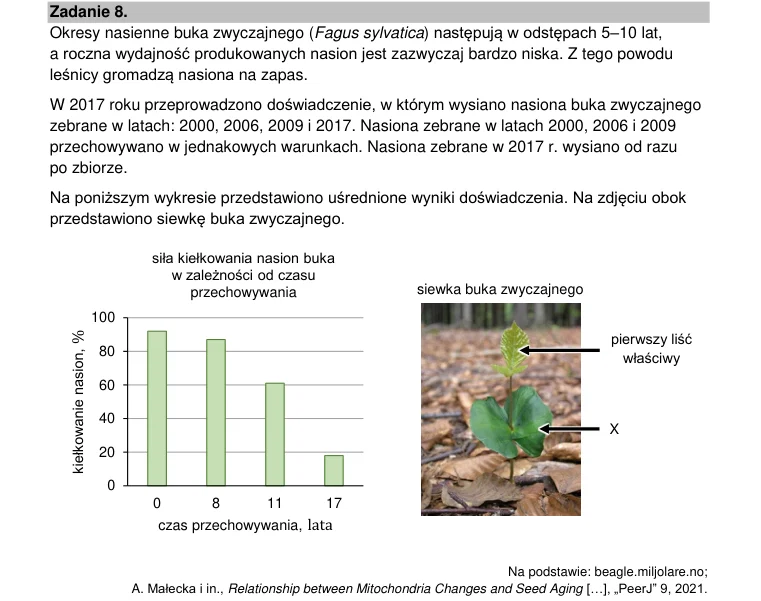 Zadanie 8.
Okresy nasienne buka zwyczajnego (Fagus sylvatica) następują w odstępach 5–10 lat,
a roczna wydajność produkowanych nasion jest zazwyczaj bardzo niska. Z tego powodu
leśnicy gromadzą nasiona na zapas.
W 2017 roku przeprowadzono doświadczenie, w którym wysiano nasiona buka zwyczajnego
zebrane w latach: 2000, 2006, 2009 i 2017. Nasiona zebrane w latach 2000, 2006 i 2009
przechowywano w jednakowych warunkach. Nasiona zebrane w 2017 r. wysiano od razu
po zbiorze.
Na poniższym wykresie przedstawiono uśrednione wyniki doświadczenia. Na zdjęciu obok
przedstawiono siewkę buka zwyczajnego.
siła kiełkowania nasion buka
w zależności od czasu
przechowywania
kiełkowanie nasion, %
100
80
60
40
20
0
0 8 11 17
czas przechowywania, lata
siewka buka zwyczajnego
pierwszy liść
właściwy
X
Na podstawie: beagle.miljolare.no;
A. Małecka i in., Relationship between Mitochondria Changes and Seed Aging […], „PeerJ” 9, 2021.